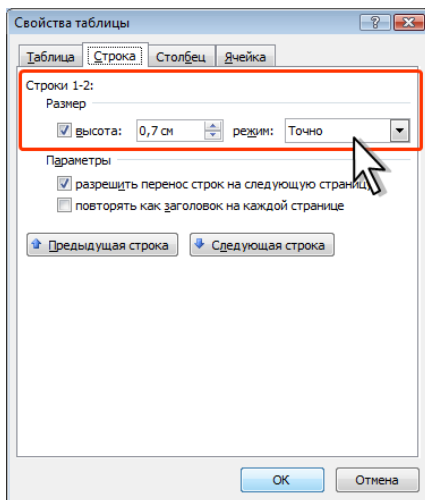 Свойства таблицы
Таблица Строка Столбец Ячейка
Строки 1-2:
Размер
высота: 0,7 см режим: Точно
Параметры
разрешить перенос строк на следующую страницу
повторять как заголовок на каждой странице
Предыдущая строка Следующая строка
ОК Отмена